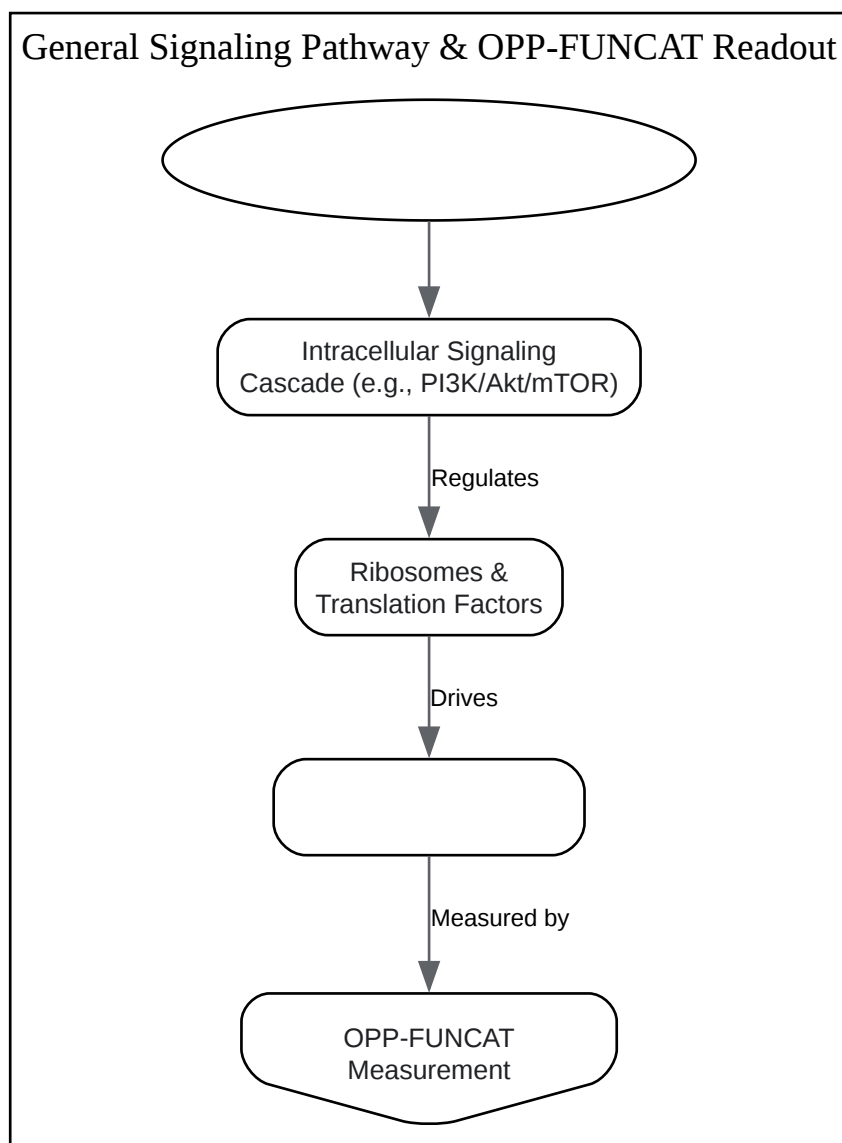 General Signaling Pathway & OPP-FUNCAT Readout
Intracellular Signaling
Cascade (e.g., PI3K/Akt/mTOR)
Regulates
Ribosomes &
Translation Factors
Drives
Measured by
OPP-FUNCAT
Measurement